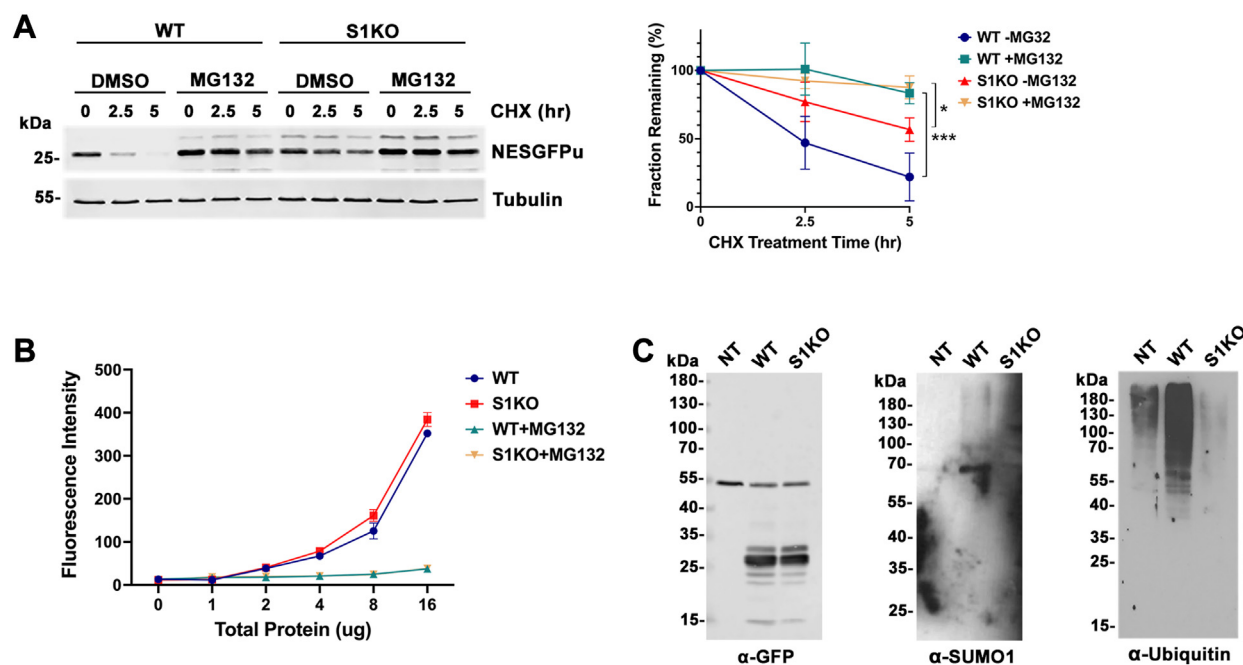 A
WT S1KO
DMSO MG132 DMSO MG132
0 2.5 5 0 2.5 5 0 2.5 5 0 2.5 5 CHX (hr)
kDa
25- NESGFPu
55- Tubulin
Fraction Remaining (%)
100
50
0
0 2.5 5
CHX Treatment Time (hr)
WT -MG32
WT +MG132
S1KO -MG132
S1KO +MG132
*
***
B
Fluorescence Intensity
500
400
300
200
100
0
0 1 2 4 8 16
Total Protein (ug)
WT
S1KO
WT+MG132
S1KO+MG132
C
NT WT S1KO
kDa
180-
130-
100-
70-
55-
40-
35-
25-
15-
α-GFP
NT WT S1KO
kDa
180-
130-
100-
70-
55-
40-
35-
25-
α-SUMO1
NT WT S1KO
kDa
180-
130-
100-
70-
55-
40-
35-
25-
15-
α-Ubiquitin